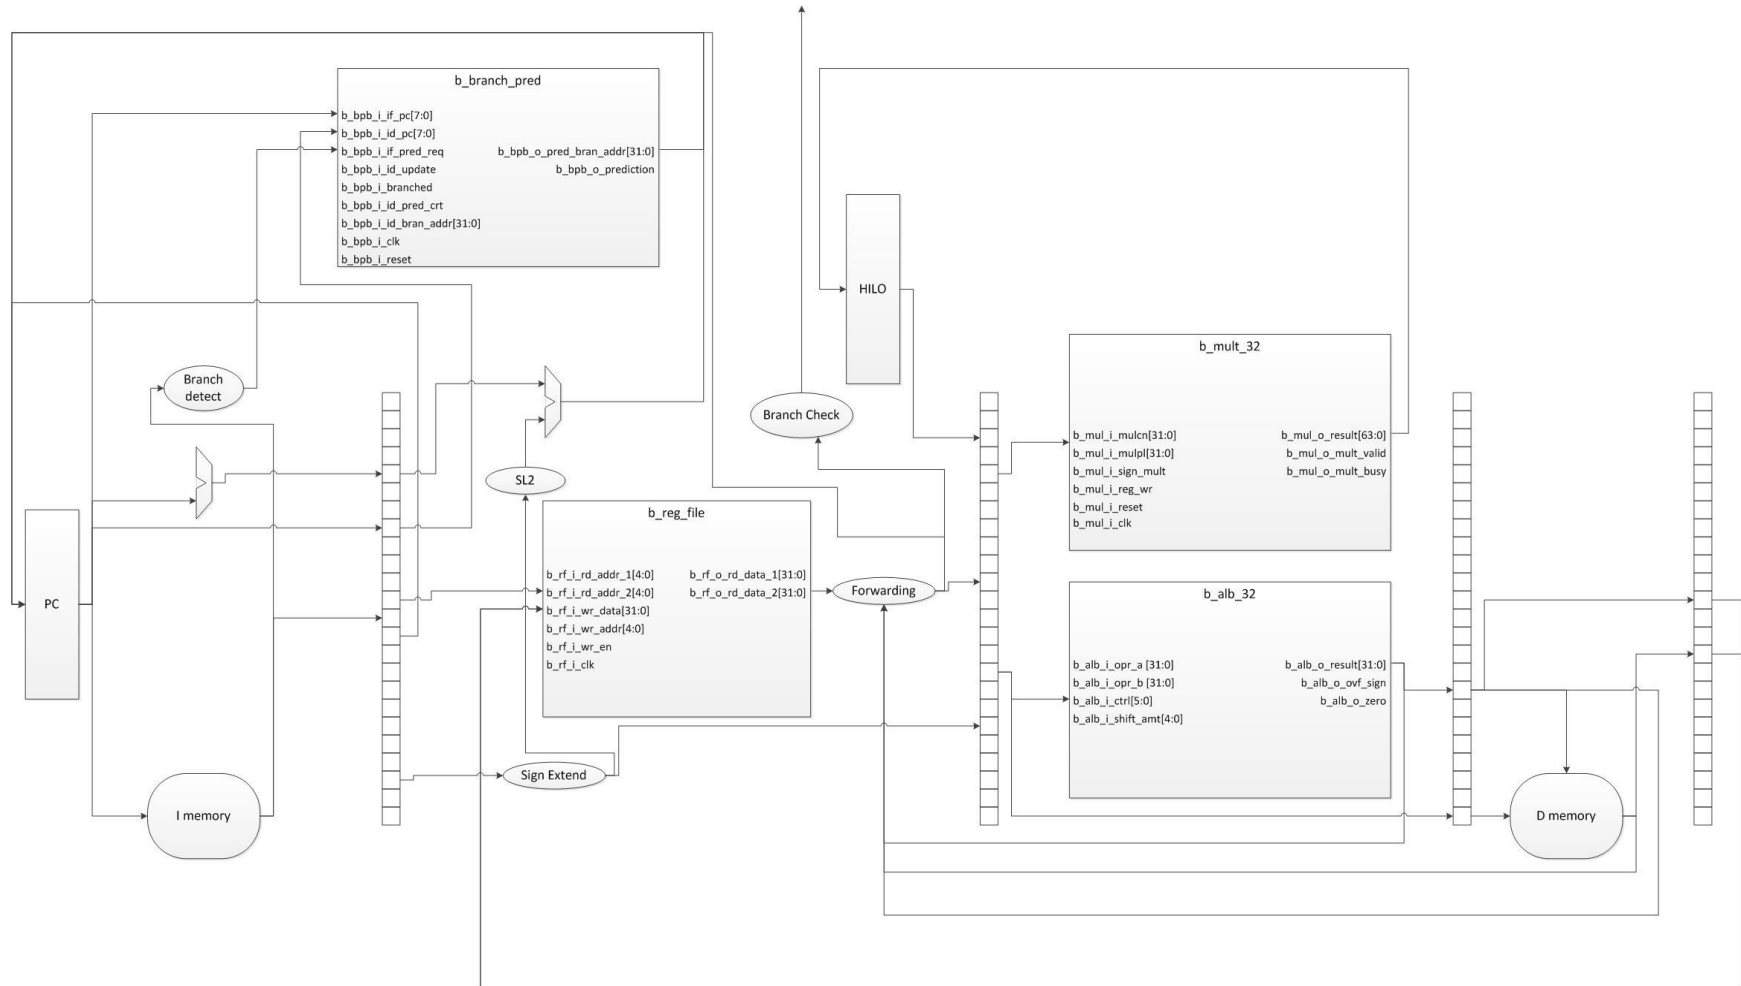 b_branch_pred
b_bpb_i_if_pc[7:0]
b_bpb_i_id_pc[7:0]
b_bpb_i_if_pred_req
b_bpb_i_id_update
b_bpb_i_branched
b_bpb_i_id_pred_crt
b_bpb_i_id_bran_addr[31:0]
b_bpb_i_clk
b_bpb_i_reset
b_bpb_o_pred_bran_addr[31:0]
b_bpb_o_prediction
Branch
detect
PC
I memory
SL2
Sign Extend
b_reg_file
b_rf_i_rd_addr_1[4:0]
b_rf_i_rd_addr_2[4:0]
b_rf_i_wr_data[31:0]
b_rf_i_wr_addr[4:0]
b_rf_i_wr_en
b_rf_i_clk
b_rf_o_rd_data_1[31:0]
b_rf_o_rd_data_2[31:0]
Branch Check
Forwarding
HILO
b_mult_32
b_mul_i_mulcn[31:0]
b_mul_i_mulpl[31:0]
b_mul_i_sign_mult
b_mul_i_reg_wr
b_mul_i_reset
b_mul_i_clk
b_mul_o_result[63:0]
b_mul_o_mult_valid
b_mul_o_mult_busy
b_alb_32
b_alb_i_opr_a [31:0]
b_alb_i_opr_b [31:0]
b_alb_i_ctrl[5:0]
b_alb_i_shift_amt[4:0]
b_alb_o_result[31:0]
b_alb_o_ovf_sign
b_alb_o_zero
D memory